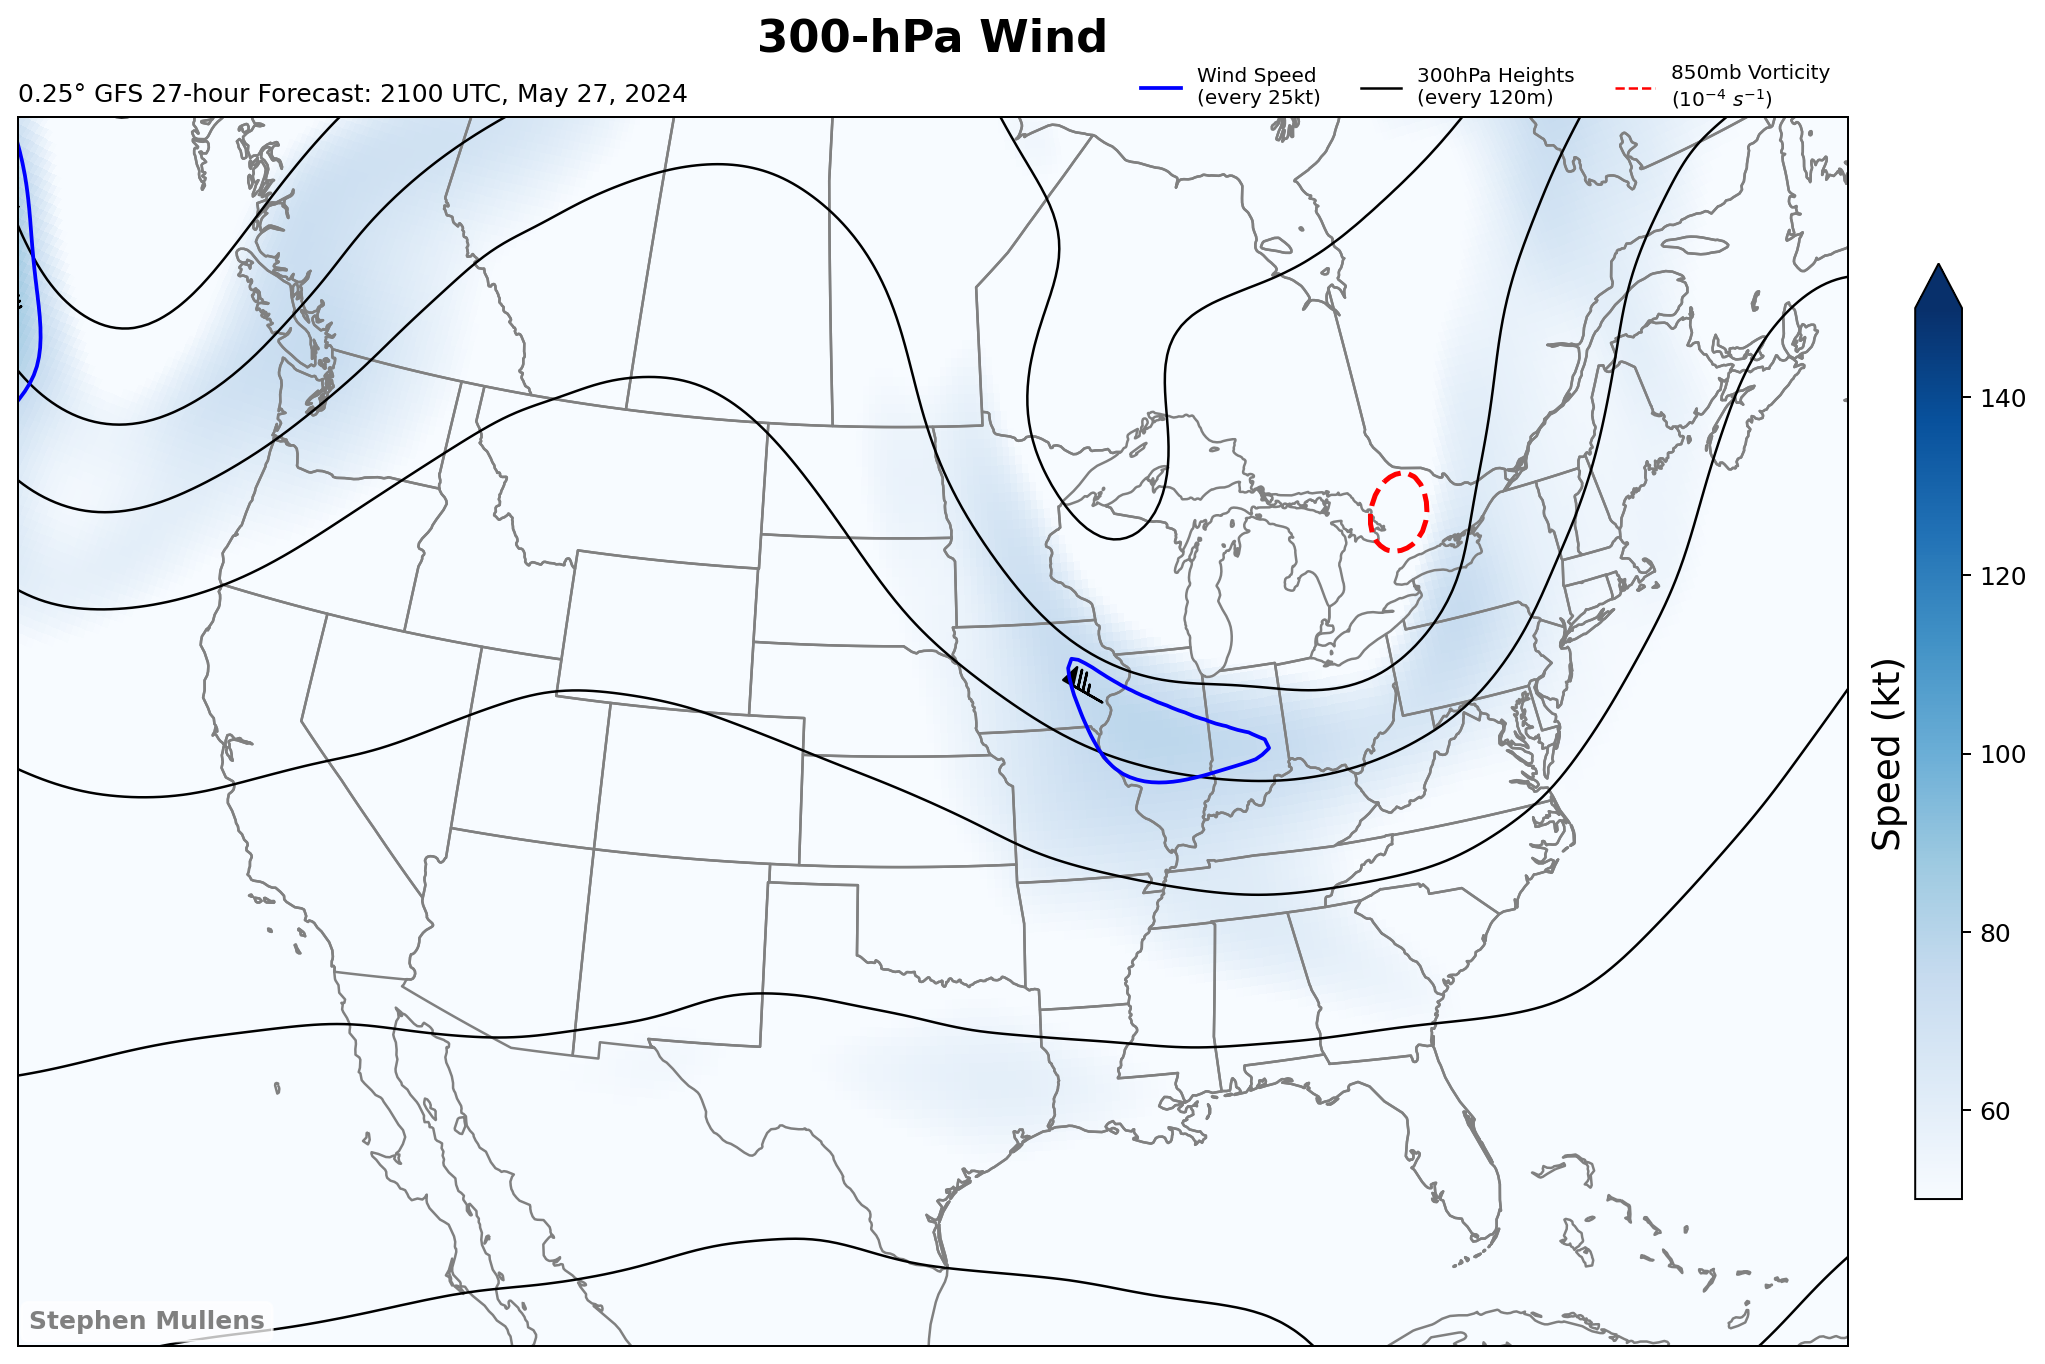 300-hPa Wind
0.25° GFS 27-hour Forecast: 2100 UTC, May 27, 2024
Wind Speed
(every 25kt)
300hPa Heights
(every 120m)
850mb Vorticity
(10⁻⁴ s⁻¹)
140
120
100
80
60
Speed (kt)
Stephen Mullens